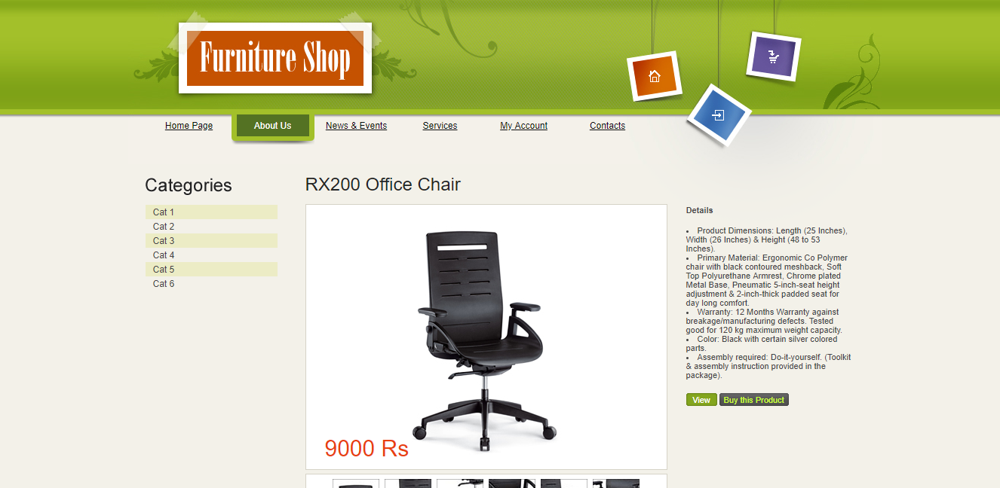 Furniture Shop
Home Page
About Us
News & Events
Services
My Account
Contacts
Categories
Cat 1
Cat 2
Cat 3
Cat 4
Cat 5
Cat 6
RX200 Office Chair
9000 Rs
Details
• Product Dimensions: Length (25 Inches),
Width (26 Inches) & Height (48 to 53
Inches).
• Primary Material: Ergonomic Co Polymer
chair with black contoured meshback, Soft
Top Polyurethane Armrest, Chrome plated
Metal Base, Pneumatic 5-inch-seat height
adjustment & 2-inch-thick padded seat for
day long comfort.
• Warranty: 12 Months Warranty against
breakage/manufacturing defects. Tested
good for 120 kg maximum weight capacity.
• Color: Black with certain silver colored
parts.
• Assembly required: Do-it-yourself. (Toolkit
& assembly instruction provided in the
package).
View
Buy this Product